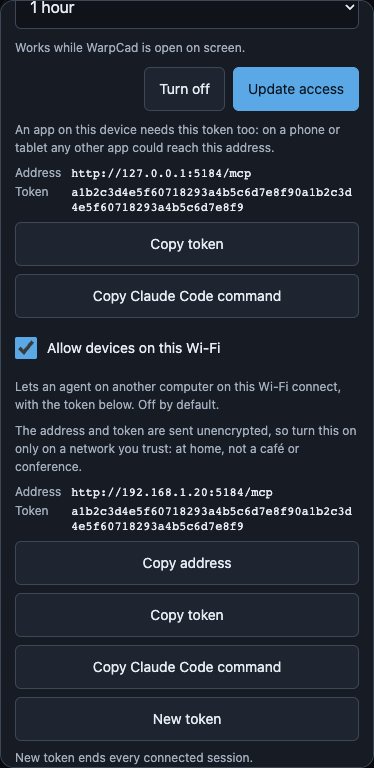 1 hour
Works while WarpCad is open on screen.
Turn off
Update access
An app on this device needs this token too: on a phone or
tablet any other app could reach this address.
Address http://127.0.0.1:5184/mcp
Token a1b2c3d4e5f60718293a4b5c6d7e8f90a1b2c3d
4e5f60718293a4b5c6d7e8f9
Copy token
Copy Claude Code command
Allow devices on this Wi-Fi
Lets an agent on another computer on this Wi-Fi connect,
with the token below. Off by default.
The address and token are sent unencrypted, so turn this on
only on a network you trust: at home, not a café or
conference.
Address http://192.168.1.20:5184/mcp
Token a1b2c3d4e5f60718293a4b5c6d7e8f90a1b2c3d
4e5f60718293a4b5c6d7e8f9
Copy address
Copy token
Copy Claude Code command
New token
New token ends every connected session.